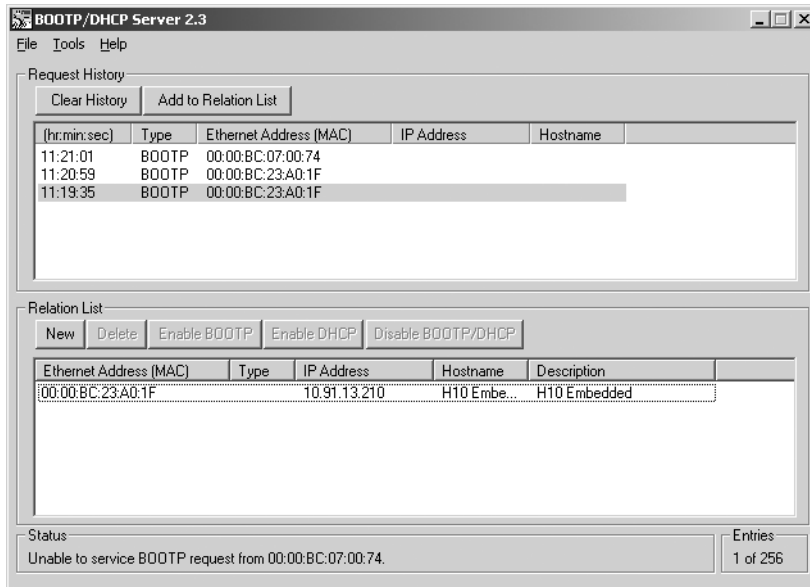 BOOTP/DHCP Server 2.3
File Tools Help
Request History
Clear History Add to Relation List
(hr:min:sec) Type Ethernet Address (MAC) IP Address Hostname
11:21:01 BOOTP 00:00:BC:07:00:74
11:20:59 BOOTP 00:00:BC:23:A0:1F
11:19:35 BOOTP 00:00:BC:23:A0:1F
Relation List
New Delete Enable BOOTP Enable DHCP Disable BOOTP/DHCP
Ethernet Address (MAC) Type IP Address Hostname Description
00:00:BC:23:A0:1F 10.91.13.210 H10 Embe... H10 Embedded
Status
Unable to service BOOTP request from 00:00:BC:07:00:74.
Entries
1 of 256